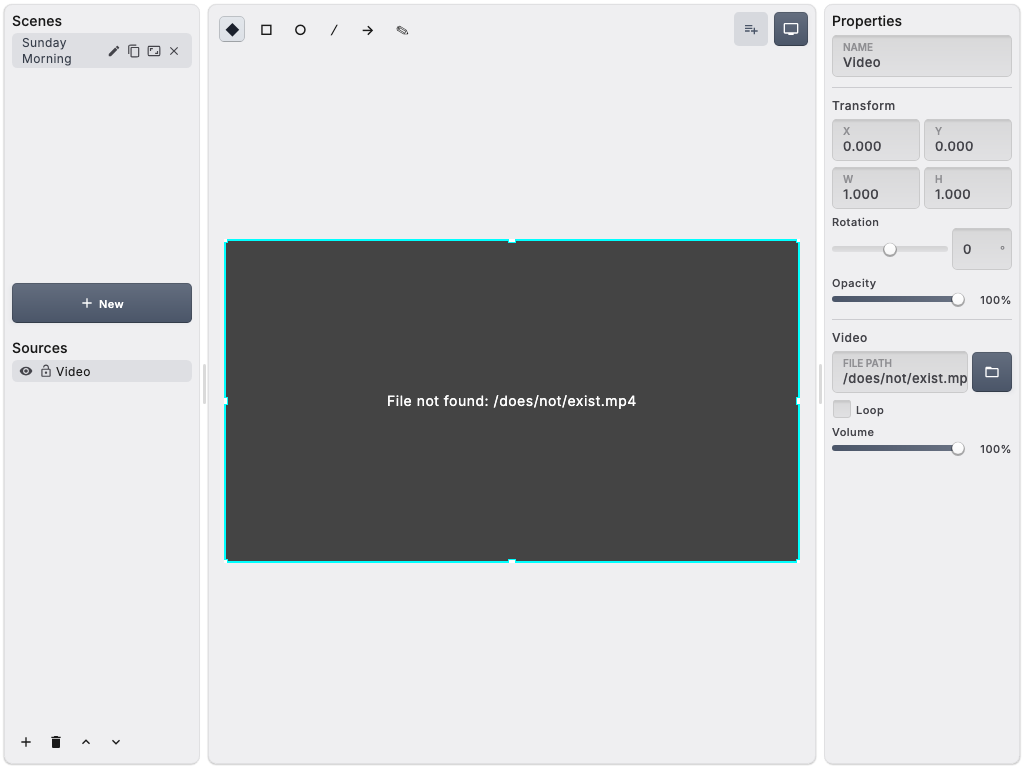 Scenes
Sunday
Morning
New
Sources
Video
File not found: /does/not/exist.mp4
Properties
NAME
Video
Transform
X
0.000
Y
0.000
W
1.000
H
1.000
Rotation
0 °
Opacity
100%
Video
FILE PATH
/does/not/exist.mp
Loop
Volume
100%